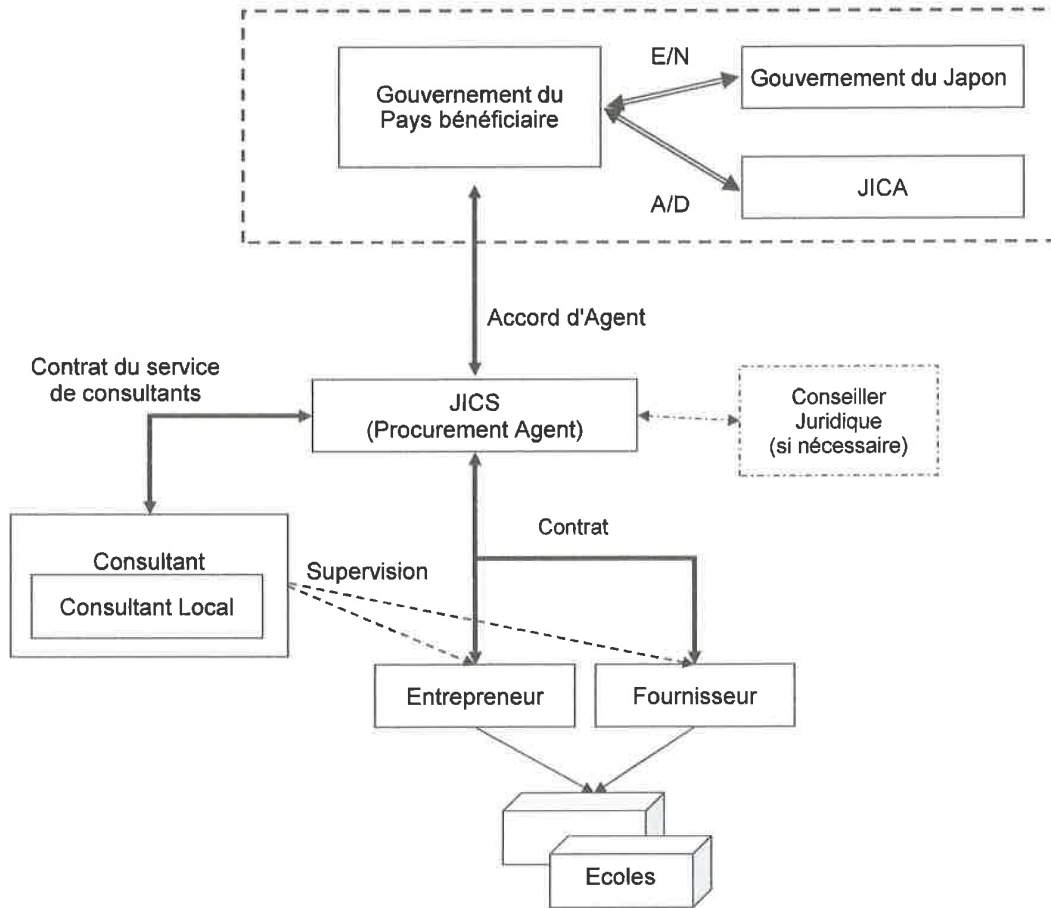 E/N
Gouvernement du
Pays bénéficiaire
Gouvernement du Japon
JICA
A/D
Accord d'Agent
Contrat du service
de consultants
JICS
(Procurement Agent)
Conseiller
Juridique
(si nécessaire)
Contrat
Consultant
Supervision
Consultant Local
Entrepreneur
Fournisseur
Ecoles